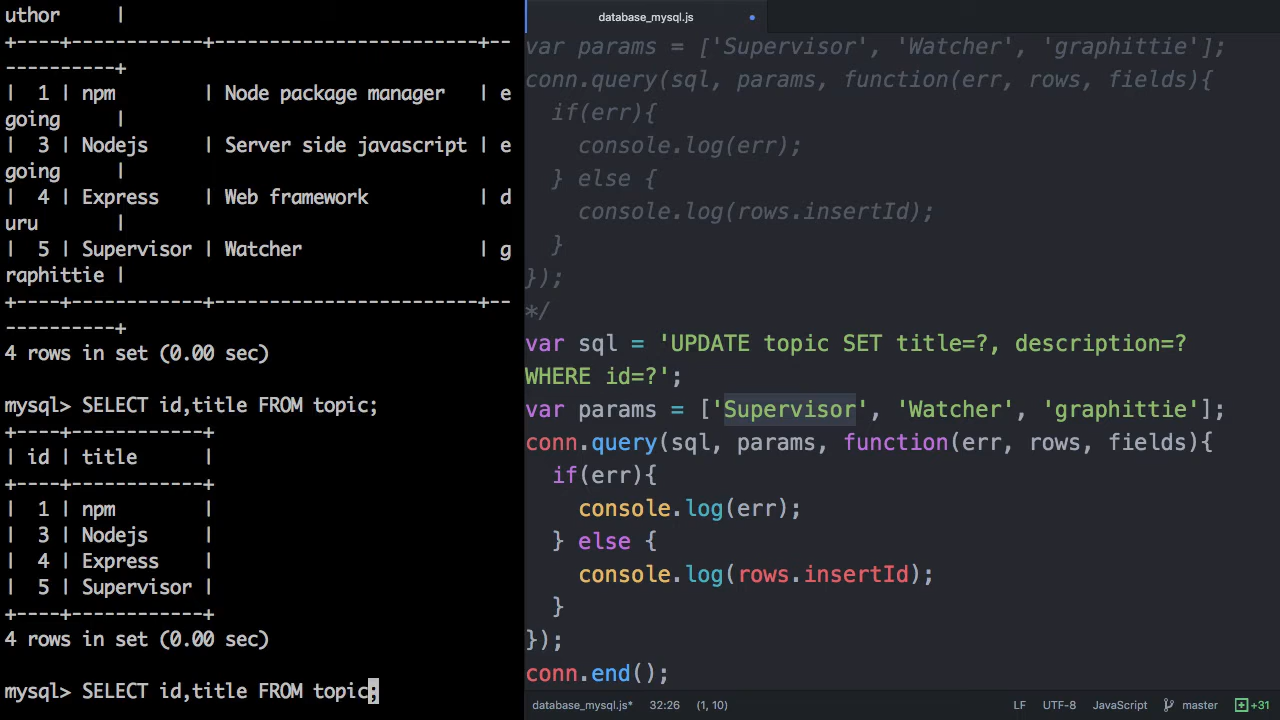 uthor     |
+----+------------+------------------------+--
----------+
|  1 | npm        | Node package manager   | e
going     |
|  3 | Nodejs     | Server side javascript | e
going     |
|  4 | Express    | Web framework          | d
uru       |
|  5 | Supervisor | Watcher                | g
raphittie |
+----+------------+------------------------+--
----------+
4 rows in set (0.00 sec)
mysql> SELECT id,title FROM topic;
+----+------------+
| id | title      |
+----+------------+
|  1 | npm        |
|  3 | Nodejs     |
|  4 | Express    |
|  5 | Supervisor |
+----+------------+
4 rows in set (0.00 sec)
mysql> SELECT id,title FROM topic;
database_mysql.js
var params = ['Supervisor', 'Watcher', 'graphittie'];
conn.query(sql, params, function(err, rows, fields){
  if(err){
    console.log(err);
  } else {
    console.log(rows.insertId);
  }
});
*/
var sql = 'UPDATE topic SET title=?, description=?
WHERE id=?';
var params = ['Supervisor', 'Watcher', 'graphittie'];
conn.query(sql, params, function(err, rows, fields){
  if(err){
    console.log(err);
  } else {
    console.log(rows.insertId);
  }
});
conn.end();
database_mysql.js* 32:26 (1, 10) LF UTF-8 JavaScript master +31